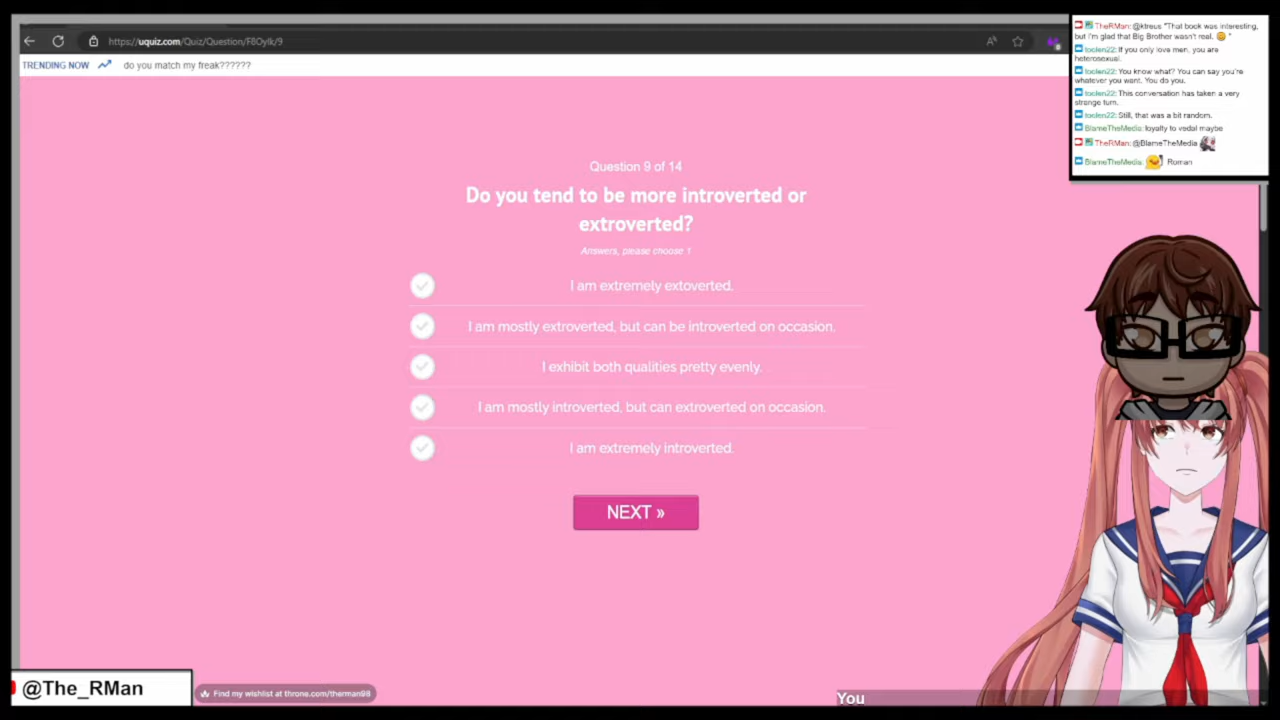 https://uquiz.com/Quiz/Question/F8Oylk/9
TRENDING NOW do you match my freak??????
Question 9 of 14
Do you tend to be more introverted or
extroverted?
Answers, please choose 1
I am extremely extoverted.
I am mostly extroverted, but can be introverted on occasion.
I exhibit both qualities pretty evenly.
I am mostly introverted, but can extroverted on occasion.
I am extremely introverted.
NEXT »
TheRMan: @ktreus "That book was interesting,
but I'm glad that Big Brother wasn't real. "
toolen22: If you only love men, you are
heterosexual.
toolen22: You know what? You can say you're
whatever you want. You do you.
toolen22: This conversation has taken a very
strange turn.
toolen22: Still, that was a bit random.
BlameTheMedia: loyalty to vedal maybe
TheRMan: @BlameTheMedia
BlameTheMedia: Roman
@The_RMan
Find my wishlist at throne.com/therman98
You